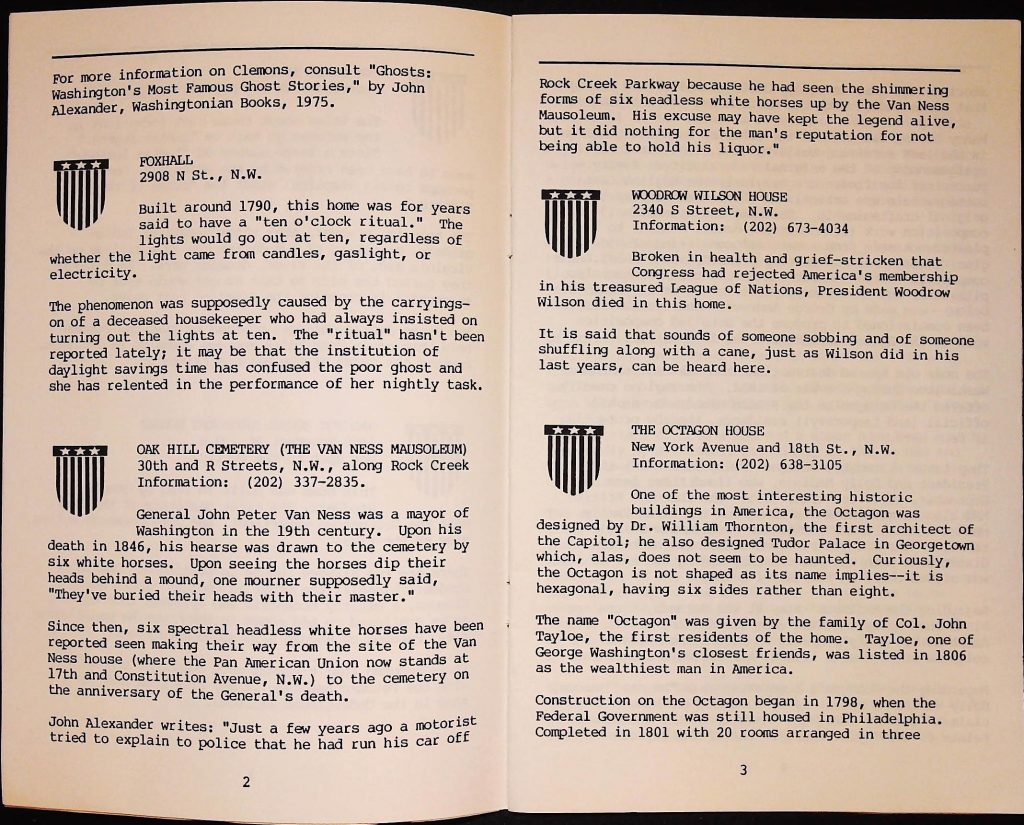 For more information on Clemons, consult "Ghosts:
Washington's Most Famous Ghost Stories," by John
Alexander, Washingtonian Books, 1975.
FOXHALL
2908 N St., N.W.
Built around 1790, this home was for years
said to have a "ten o'clock ritual." The
lights would go out at ten, regardless of
whether the light came from candles, gaslight, or
electricity.
The phenomenon was supposedly caused by the carryings-
on of a deceased housekeeper who had always insisted on
turning out the lights at ten. The "ritual" hasn't been
reported lately; it may be that the institution of
daylight savings time has confused the poor ghost and
she has relented in the performance of her nightly task.
OAK HILL CEMETERY (THE VAN NESS MAUSOLEUM)
30th and R Streets, N.W., along Rock Creek
Information: (202) 337-2835.
General John Peter Van Ness was a mayor of
Washington in the 19th century. Upon his
death in 1846, his hearse was drawn to the cemetery by
six white horses. Upon seeing the horses dip their
heads behind a mound, one mourner supposedly said,
"They've buried their heads with their master."
Since then, six spectral headless white horses have been
reported seen making their way from the site of the Van
Ness house (where the Pan American Union now stands at
17th and Constitution Avenue, N.W.) to the cemetery on
the anniversary of the General's death.
John Alexander writes: "Just a few years ago a motorist
tried to explain to police that he had run his car off
2
Rock Creek Parkway because he had seen the shimmering
forms of six headless white horses up by the Van Ness
Mausoleum. His excuse may have kept the legend alive,
but it did nothing for the man's reputation for not
being able to hold his liquor."
WOODROW WILSON HOUSE
2340 S Street, N.W.
Information: (202) 673-4034
Broken in health and grief-stricken that
Congress had rejected America's membership
in his treasured League of Nations, President Woodrow
Wilson died in this home.
It is said that sounds of someone sobbing and of someone
shuffling along with a cane, just as Wilson did in his
last years, can be heard here.
THE OCTAGON HOUSE
New York Avenue and 18th St., N.W.
Information: (202) 638-3105
One of the most interesting historic
buildings in America, the Octagon was
designed by Dr. William Thornton, the first architect of
the Capitol; he also designed Tudor Palace in Georgetown
which, alas, does not seem to be haunted. Curiously,
the Octagon is not shaped as its name implies--it is
hexagonal, having six sides rather than eight.
The name "Octagon" was given by the family of Col. John
Tayloe, the first residents of the home. Tayloe, one of
George Washington's closest friends, was listed in 1806
as the wealthiest man in America.
Construction on the Octagon began in 1798, when the
Federal Government was still housed in Philadelphia.
Completed in 1801 with 20 rooms arranged in three
3